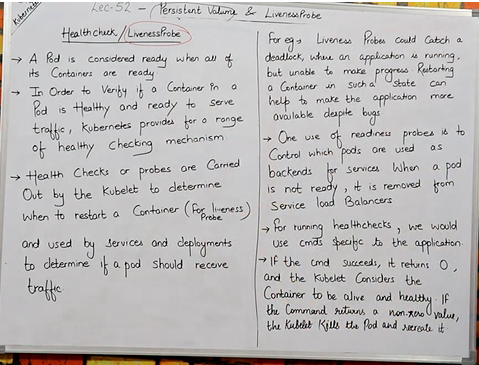 Kubernetes
Lec-52 - Persistent Volume & LivenessProbe
Healthcheck / LivenessProbe
→ A Pod is considered ready when all of
its Containers are ready
→ In Order to Verify if a Container in a
Pod is Healthy and ready to serve
traffic, Kubernetes provides for a range
of healthy checking mechanism
→ Health Checks or probes are Carried
Out by the Kubelet to determine
when to restart a Container (for liveness
Probe)
and used by services and deployments
to determine if a pod should receive
traffic
For eg → Liveness Probes could Catch a
deadlock, where an application is running,
but unable to make progress Restarting
a Container in such a State can
help to make the application more
available despite bugs
→ One use of readiness probes is to
Control which pods are used as
backends for services When a pod
is not ready, it is removed from
Service load Balancers
→ For running healthchecks, we would
use cmds specific to the application.
→ If the cmd succeeds, it returns 0,
and the Kubelet Considers the
Container to be alive and healthy. If
the Command returns a non-zero value,
the Kubelet Kills the Pod and recreate it.